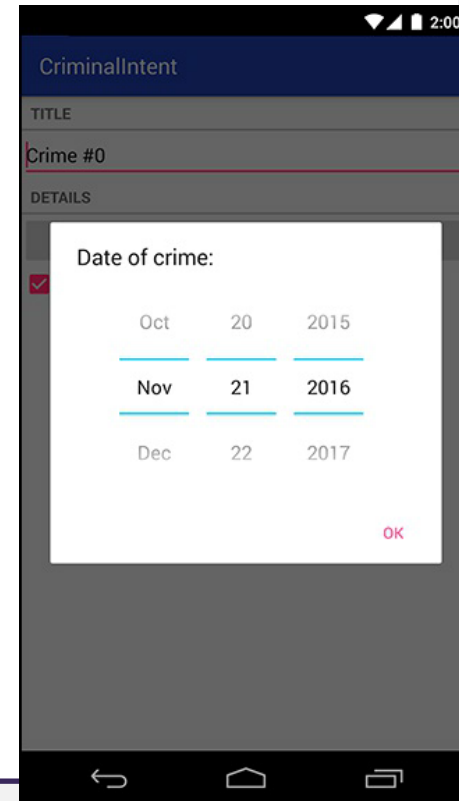 2:00
CriminalIntent
TITLE
Crime #0
DETAILS
Date of crime:
Oct 20 2015
Nov 21 2016
Dec 22 2017
OK